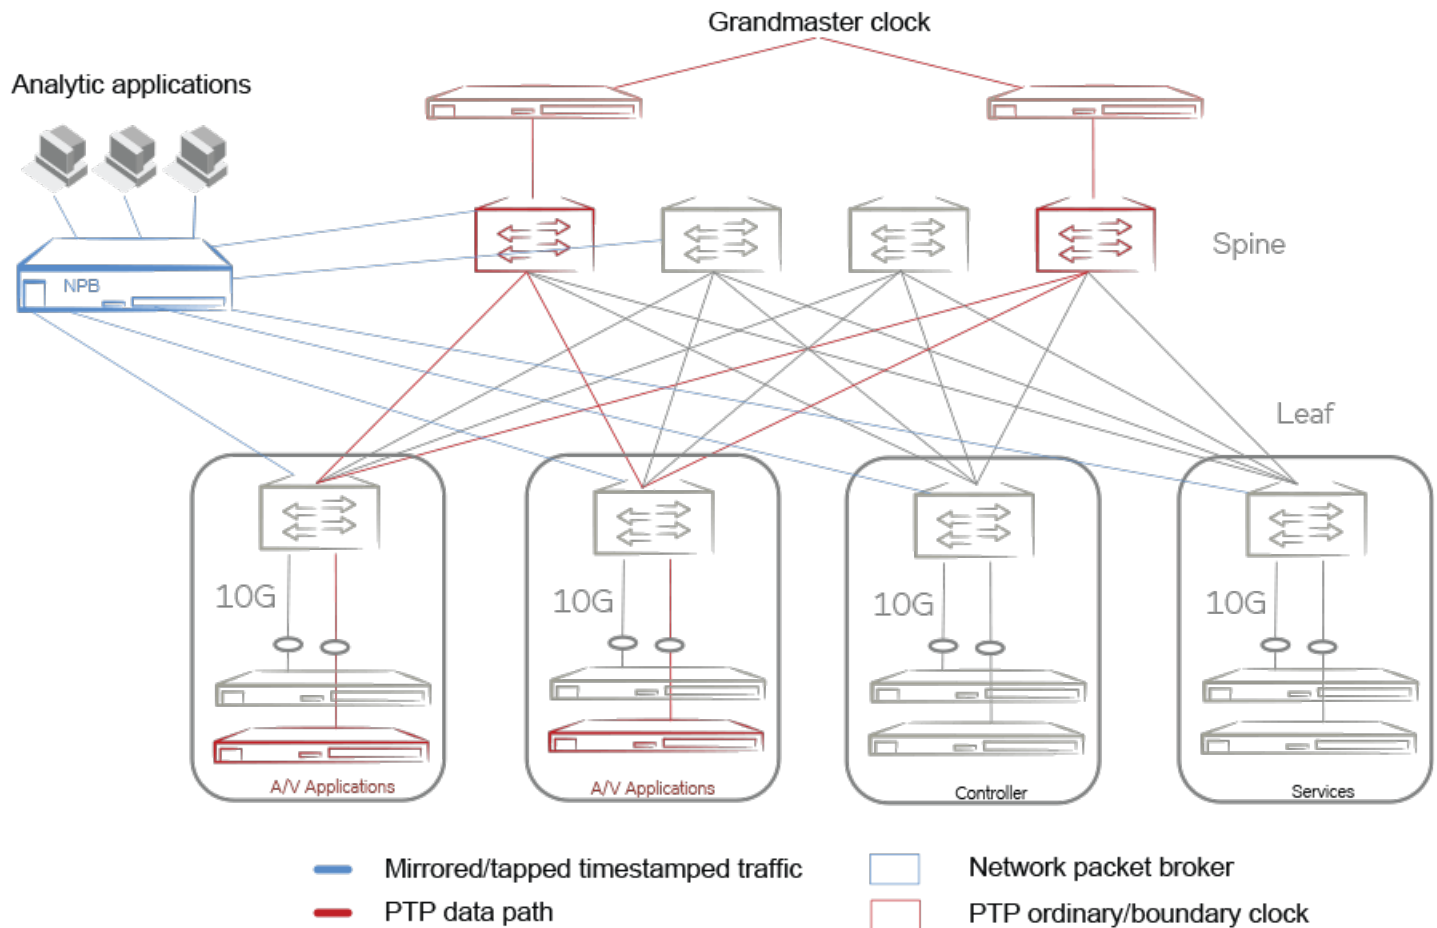 Grandmaster clock
Analytic applications
NPB
Spine
Leaf
10G
10G
10G
10G
A/V Applications
A/V Applications
Controller
Services
Mirrored/tapped timestamped traffic
Network packet broker
PTP data path
PTP ordinary/boundary clock